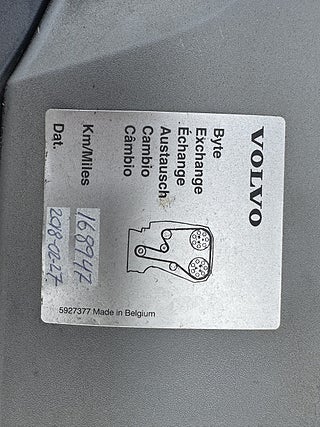 VOLVO
Byte
Exchange
Échange
Austausch
Cambio
Câmbio
Km/Miles 168947
Dat. 2018-02-27
5927377 Made in Belgium